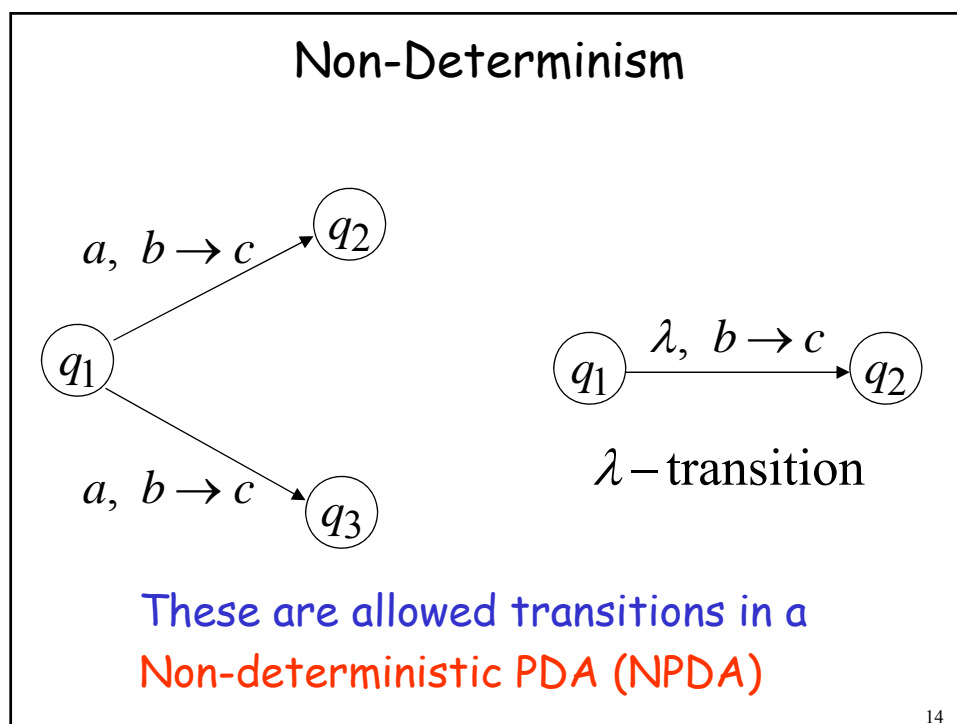 Non-Determinism
q2
a, b → c
q1
a, b → c
q3
λ, b → c
q1
q2
λ – transition
These are allowed transitions in a
Non-deterministic PDA (NPDA)
14